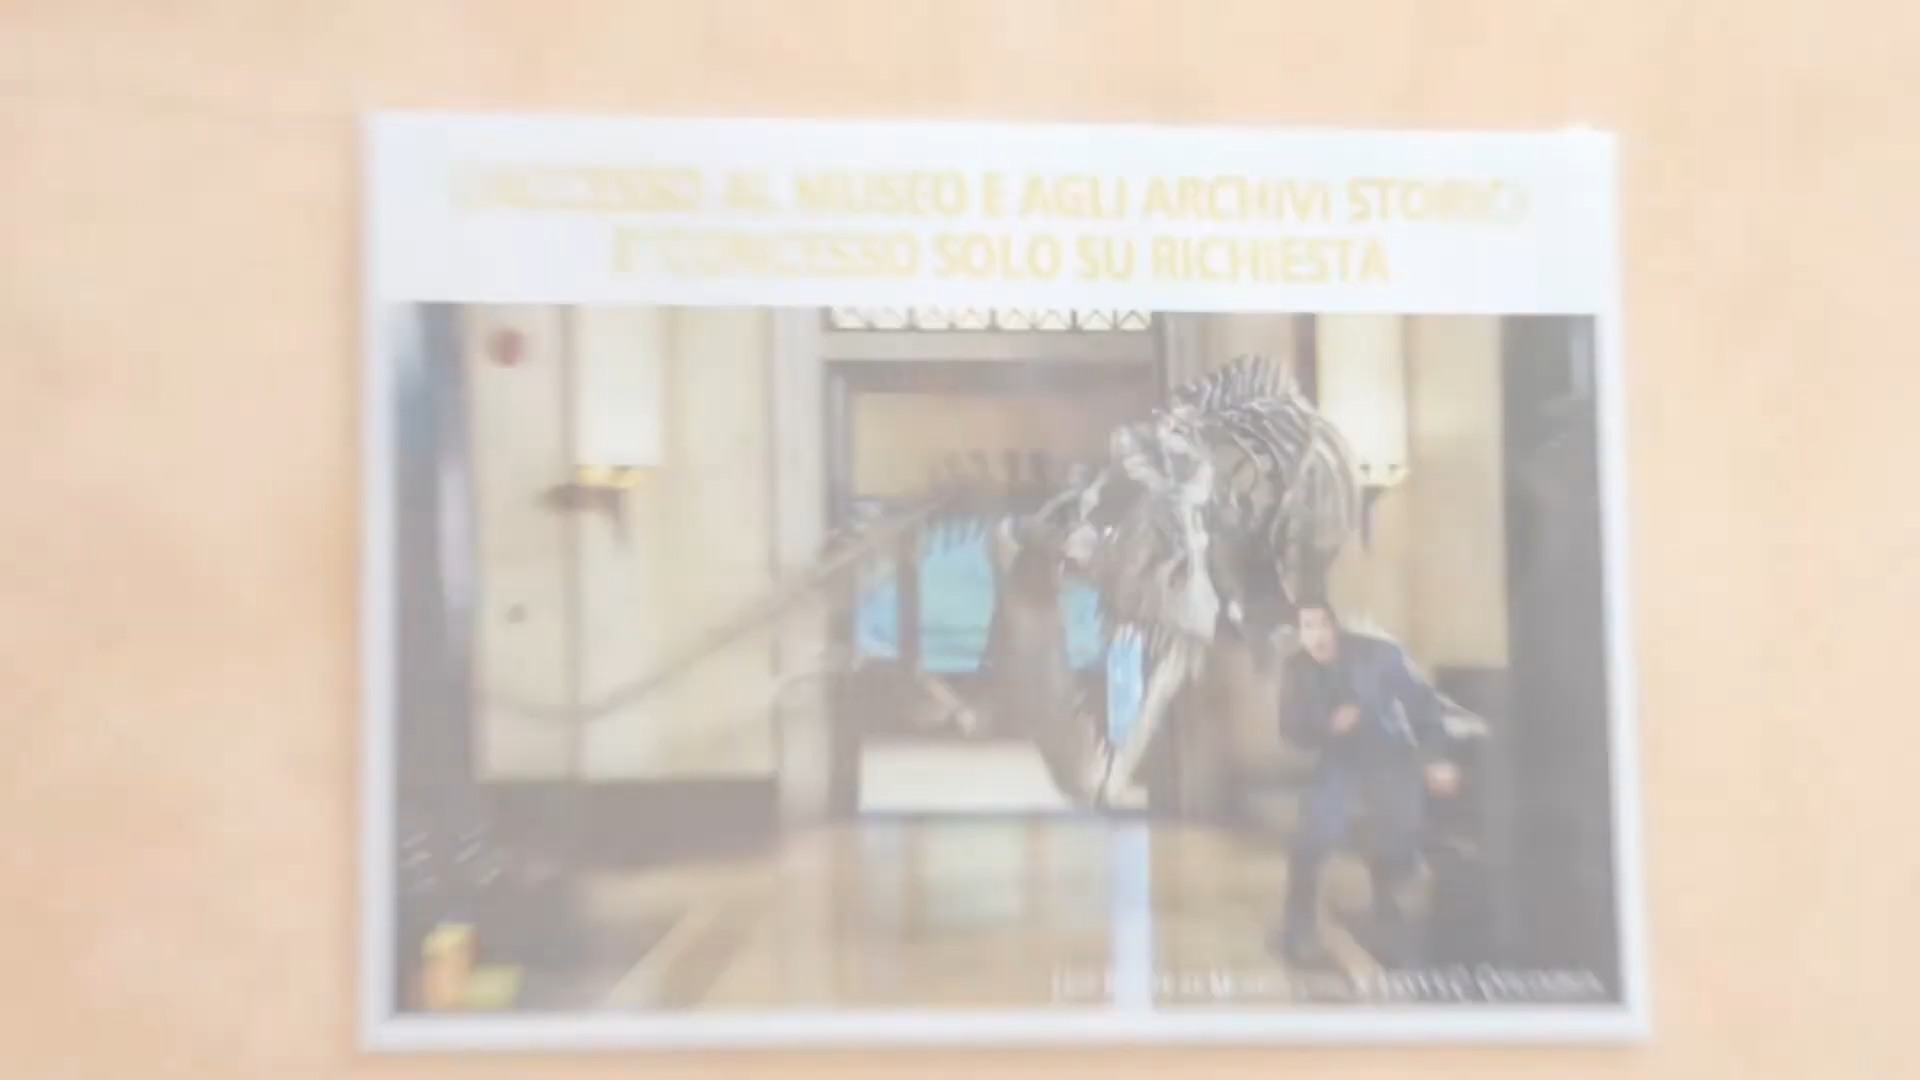 L'ACCESSO AL MUSEO E AGLI ARCHIVI STORICI
E' CONCESSO SOLO SU RICHIESTA